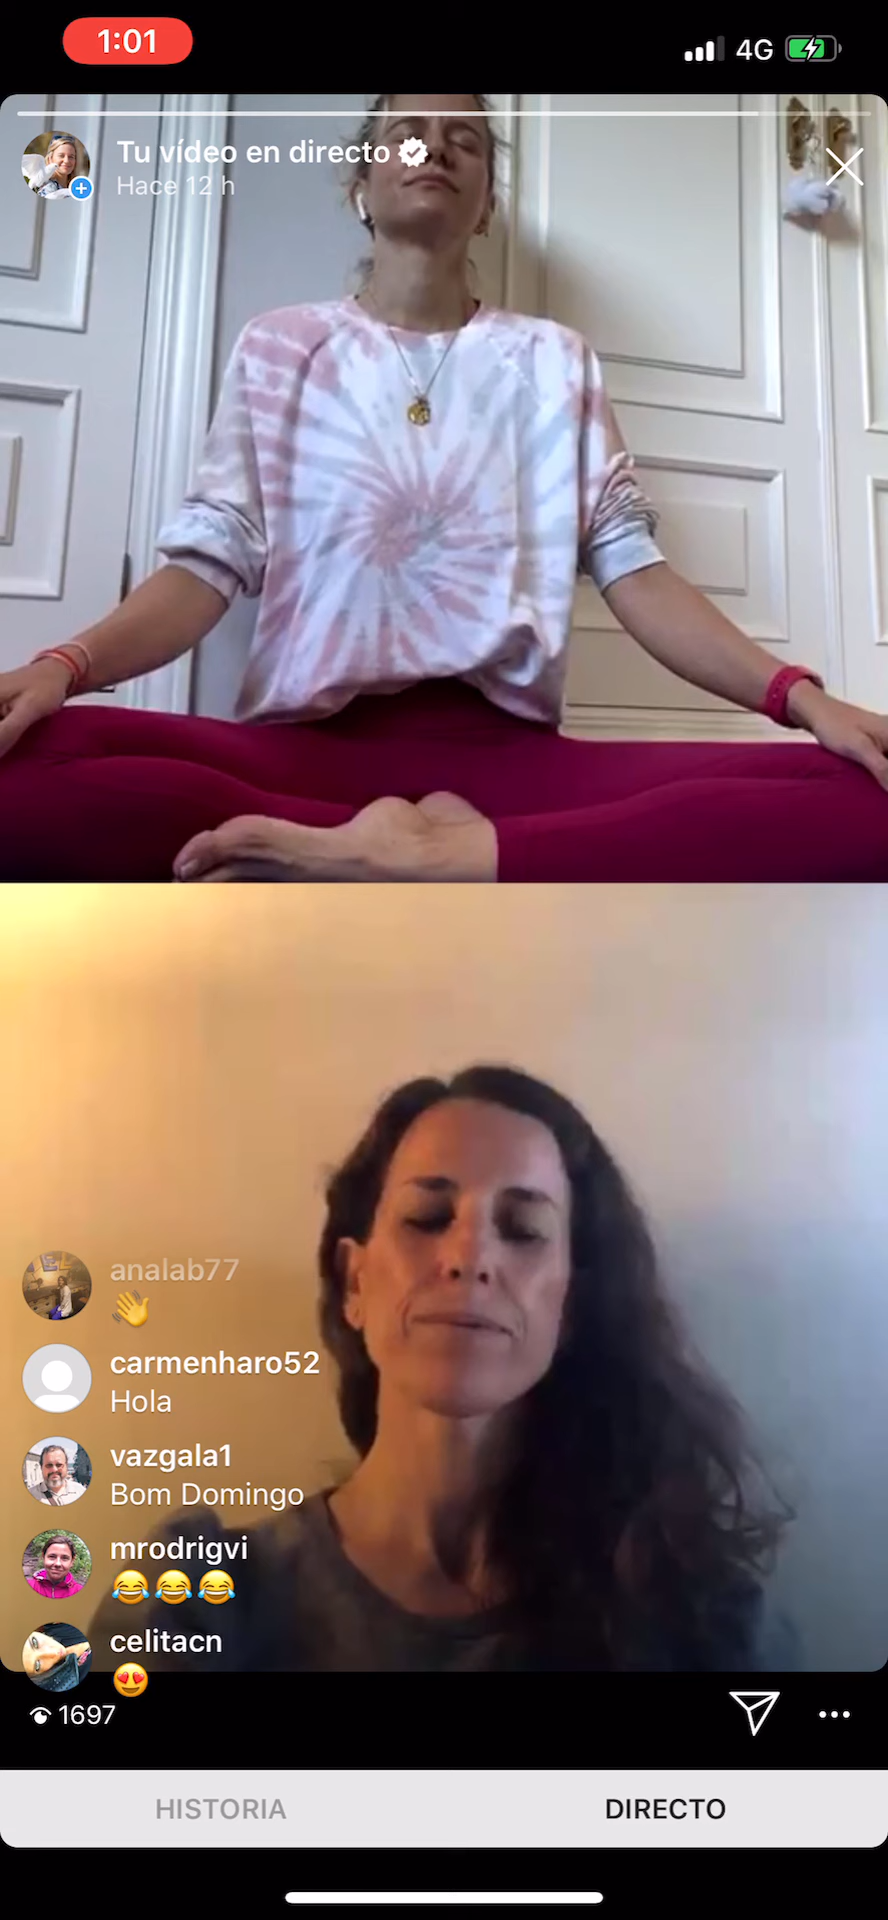 1:01
4G
Tu vídeo en directo
Hace 12 h
analab77
👋
carmenharo52
Hola
vazgala1
Bom Domingo
mrodrigvi
😂😂😂
celitacn
😍
1697
HISTORIA
DIRECTO